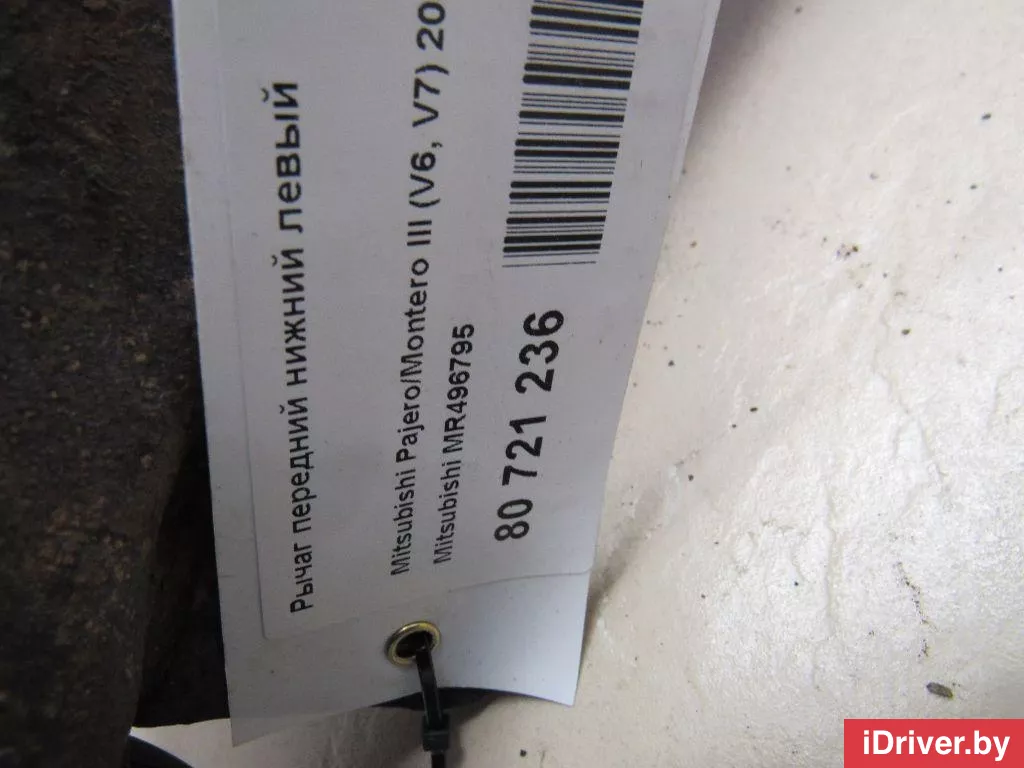 Рычаг передний нижний левый
Mitsubishi Pajero/Montero III (V6, V7) 20
Mitsubishi MR496795
80 721 236
iDriver.by